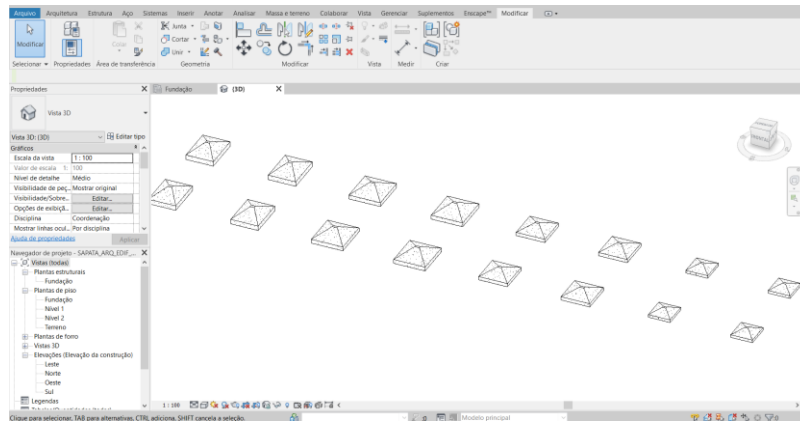 Arquivo Arquitetura Estrutura Aço Sistemas Inserir Anotar Analisar Massa e terreno Colaborar Vista Gerenciar Suplementos Enscape™ Modificar
Modificar
Colar
Junta
Cortar
Unir
Selecionar Propriedades Área de transferência Geometria Modificar Vista Medir Criar
Propriedades X
Fundação
(3D) X
Vista 3D
Vista 3D: (3D) Editar tipo
Gráficos
Escala da vista 1 : 100
Valor de escala 1: 100
Nível de detalhe Médio
Visibilidade de peç... Mostrar original
Visibilidade/Sobre... Editar...
Opções de exibiçã... Editar...
Disciplina Coordenação
Mostrar linhas ocul... Por disciplina
Ajuda de propriedades Aplicar
Navegador de projeto - SAPATA_ARQ_EDIF_... X
Vistas (todas)
Plantas estruturais
Fundação
Plantas de piso
Fundação
Nível 1
Nível 2
Terreno
Plantas de forro
Vistas 3D
Elevações (Elevação da construção)
Leste
Norte
Oeste
Sul
Legendas
1 : 100
Clique para selecionar, TAB para alternativas, CTRL adiciona, SHIFT cancela a seleção.
Modelo principal